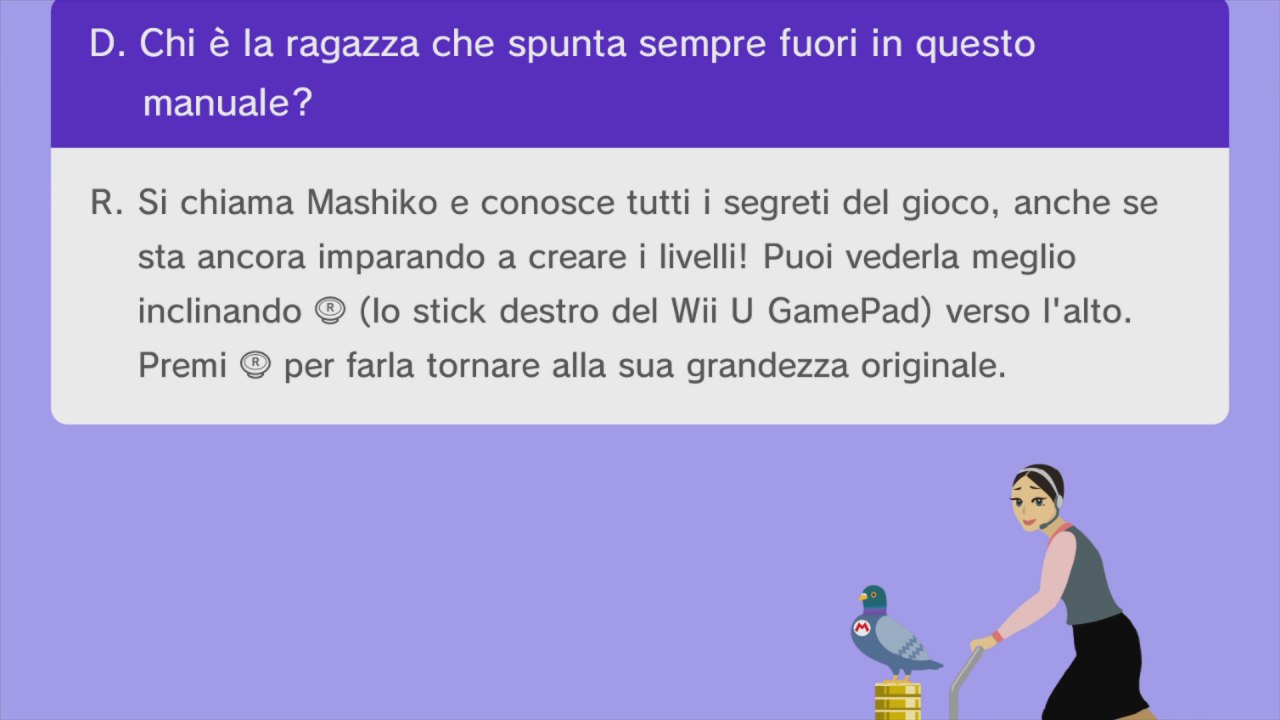 D. Chi è la ragazza che spunta sempre fuori in questo
manuale?
R. Si chiama Mashiko e conosce tutti i segreti del gioco, anche se
sta ancora imparando a creare i livelli! Puoi vederla meglio
inclinando R (lo stick destro del Wii U GamePad) verso l'alto.
Premi R per farla tornare alla sua grandezza originale.
M